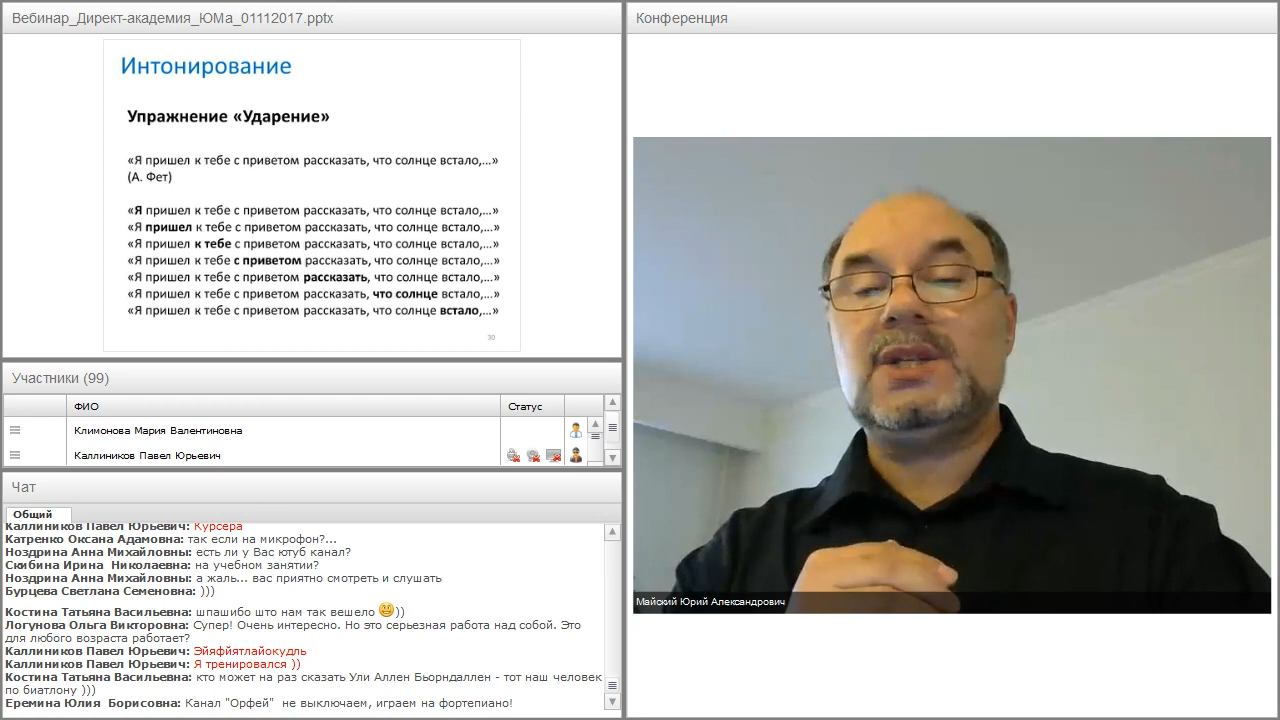 Вебинар_Директ-академия_ЮМа_01112017.pptx
Интонирование
Упражнение «Ударение»
«Я пришел к тебе с приветом рассказать, что солнце встало,...»
(А. Фет)
«Я пришел к тебе с приветом рассказать, что солнце встало,...»
«Я пришел к тебе с приветом рассказать, что солнце встало,...»
«Я пришел к тебе с приветом рассказать, что солнце встало,...»
«Я пришел к тебе с приветом рассказать, что солнце встало,...»
«Я пришел к тебе с приветом рассказать, что солнце встало,...»
«Я пришел к тебе с приветом рассказать, что солнце встало,...»
«Я пришел к тебе с приветом рассказать, что солнце встало,...»
30
Участники (99)
ФИО Статус
Климонова Мария Валентиновна
Каллиников Павел Юрьевич
Чат
Общий
Каллиников Павел Юрьевич: Курсера
Катренко Оксана Адамовна: так если на микрофон?...
Ноздрина Анна Михайловны: есть ли у Вас ютуб канал?
Скибина Ирина Николаевна: на учебном занятии?
Ноздрина Анна Михайловны: а жаль... вас приятно смотреть и слушать
Бурцева Светлана Семеновна: )))
Костина Татьяна Васильевна: шпашибо што нам так вешело ))
Логунова Ольга Викторовна: Супер! Очень интересно. Но это серьезная работа над собой. Это
для любого возраста работает?
Каллиников Павел Юрьевич: Эйяфйятлайокудль
Каллиников Павел Юрьевич: Я тренировался ))
Костина Татьяна Васильевна: кто может на раз сказать Ули Аллен Бьорндаллен - тот наш человек
по биатлону )))
Еремина Юлия Борисовна: Канал "Орфей" не выключаем, играем на фортепиано!
Конференция
Майский Юрий Александрович